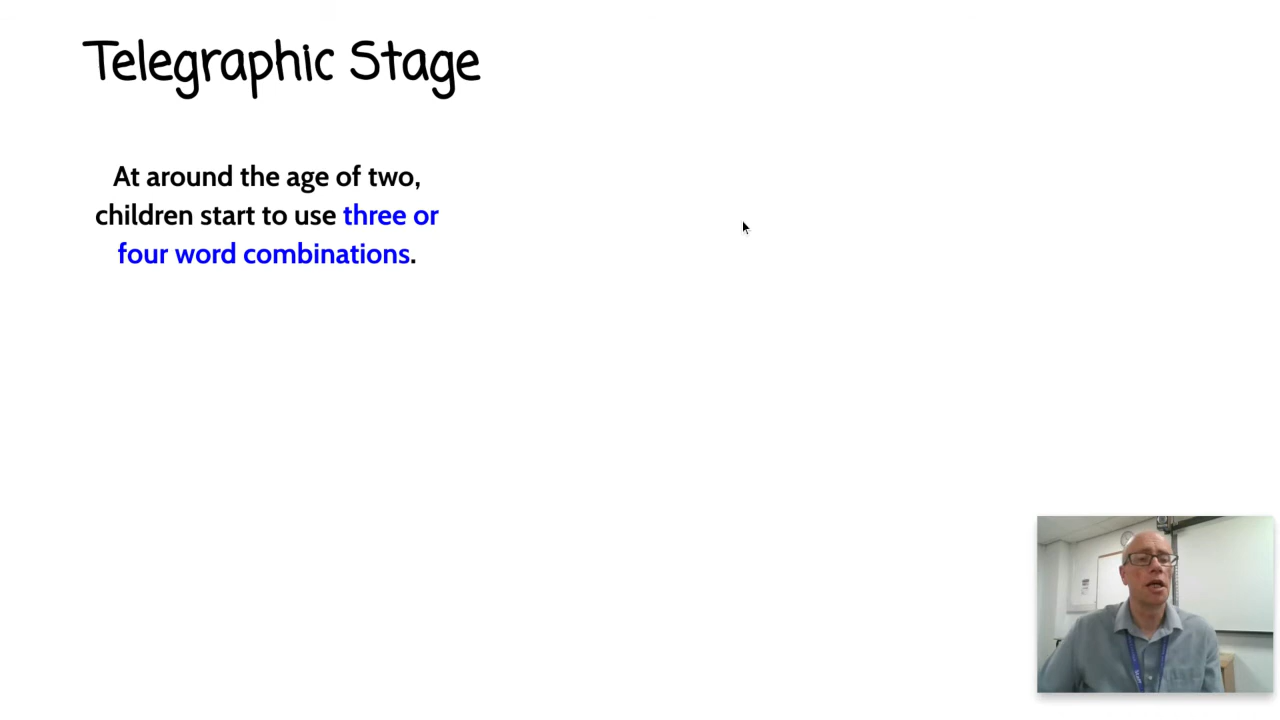 Telegraphic Stage
At around the age of two,
children start to use three or
four word combinations.